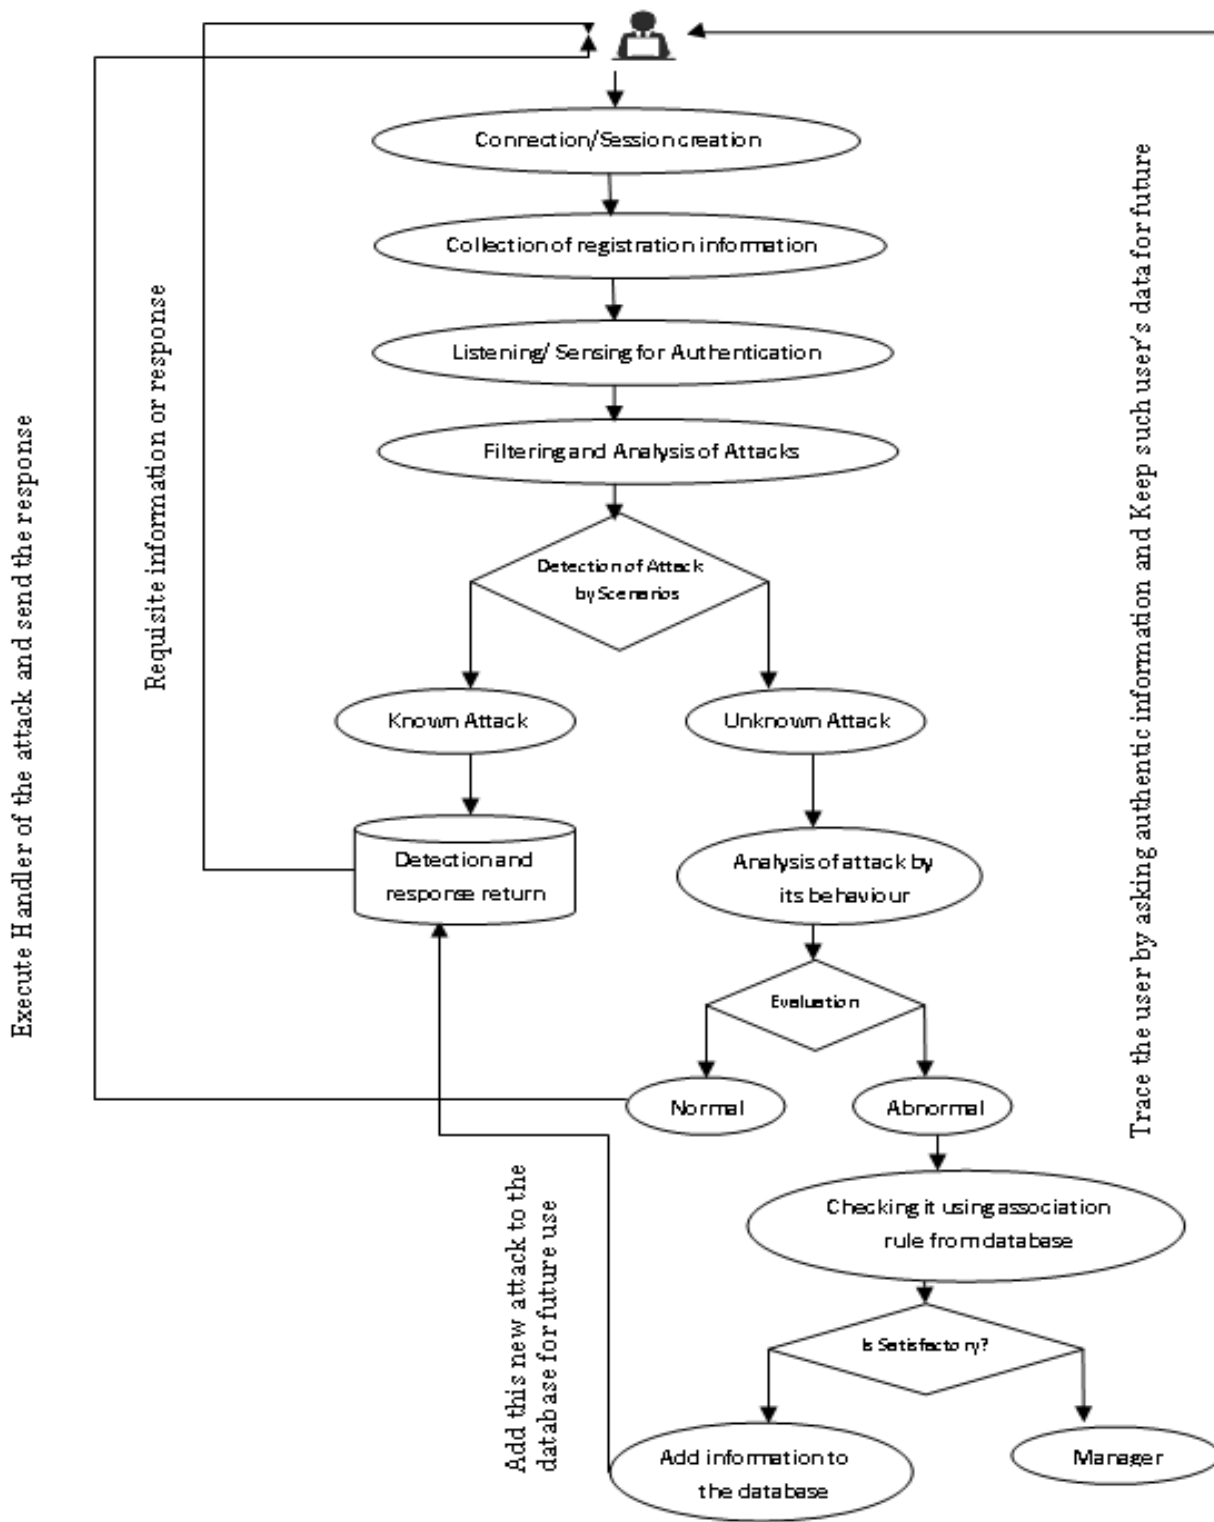 Connection/Session creation
Collection of registration information
Listening/ Sensing for Authentication
Filtering and Analysis of Attacks
Detection of Attack
by Scenarios
Known Attack
Unknown Attack
Detection and
response return
Analysis of attack by
its behaviour
Evaluation
Normal
Abnormal
Checking it using association
rule from database
Is Satisfactory?
Add information to
the database
Manager
Execute Handler of the attack and send the response
Requisite information or response
Add this new attack to the
database for future use
Trace the user by asking authentic information and Keep such user's data for future